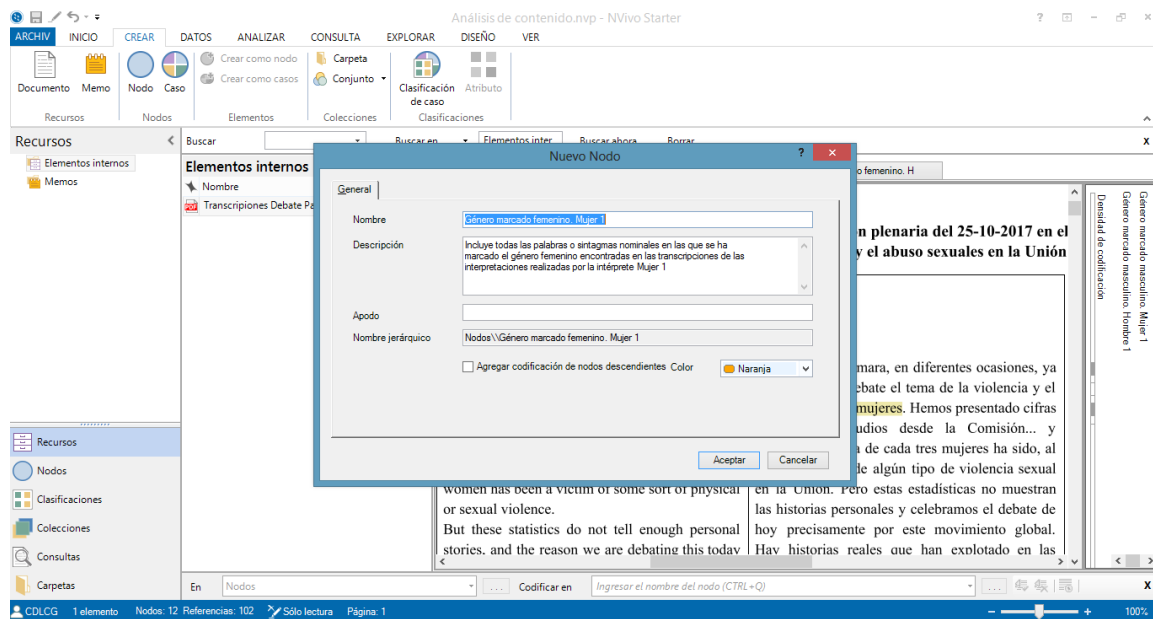 Análisis de contenido.nvp - NVivo Starter
ARCHIV INICIO CREAR DATOS ANALIZAR CONSULTA EXPLORAR DISEÑO VER
Documento Memo Nodo Caso
Crear como nodo
Crear como casos
Carpeta
Conjunto
Clasificación de caso
Atributo
Recursos Nodos Elementos Colecciones Clasificaciones
Recursos
Elementos internos
Memos
Buscar Buscar en Elementos inter Buscar ahora Borrar x
Elementos internos
Nombre
Transcripiones Debate Pa
o femenino. H
Nuevo Nodo ? ×
General
Nombre Género marcado femenino. Mujer 1
Descripción
Incluye todas las palabras o sintagmas nominales en las que se ha
marcado el género femenino encontradas en las transcripciones de las
interpretaciones realizadas por la intérprete Mujer 1
Apodo
Nombre jerárquico Nodos\\Género marcado femenino. Mujer 1
Agregar codificación de nodos descendientes Color Naranja
Aceptar Cancelar
n plenaria del 25-10-2017 en el
y el abuso sexuales en la Unión
mara, en diferentes ocasiones, ya
ebate el tema de la violencia y el
mujeres. Hemos presentado cifras
udios desde la Comisión... y
a de cada tres mujeres ha sido, al
de algún tipo de violencia sexual
women has been a victim of some sort of physical
or sexual violence.
But these statistics do not tell enough personal
stories, and the reason we are debating this today
en la Unión. Pero estas estadísticas no muestran
las historias personales y celebramos el debate de
hoy precisamente por este movimiento global.
Hay historias reales que han explotado en las
Densidad de codificación
Género marcado masculino. Hombre 1
Género marcado masculino. Mujer 1
Recursos
Nodos
Clasificaciones
Colecciones
Consultas
Carpetas
En Nodos ... Codificar en Ingresar el nombre del nodo (CTRL+Q) ... x
CDLCG 1 elemento Nodos: 12 Referencias: 102 Sólo lectura Página: 1 100%